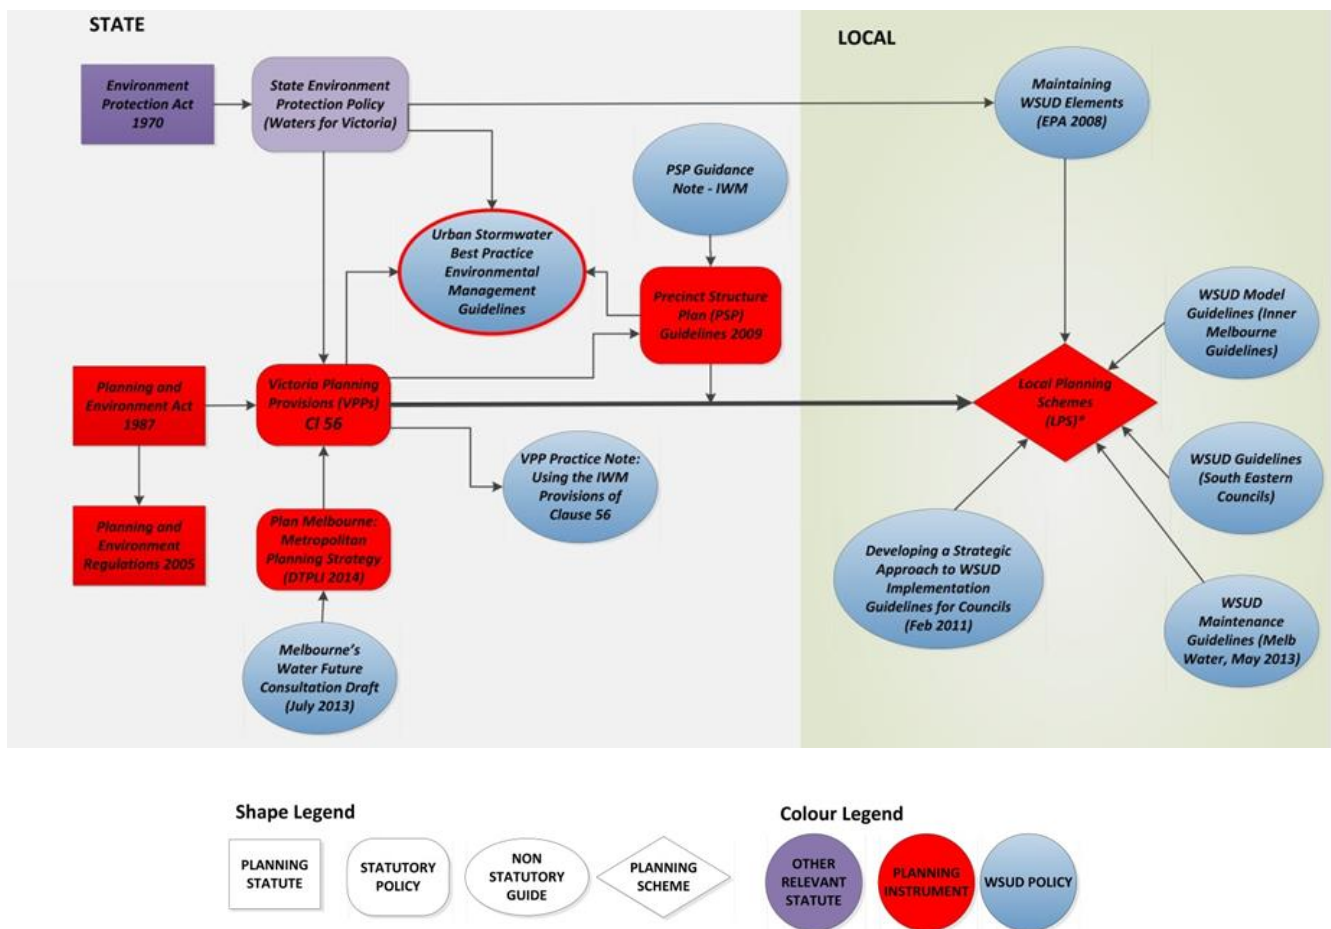 STATE
LOCAL
Environment
Protection Act
1970
State Environment
Protection Policy
(Waters for Victoria)
Maintaining
WSUD Elements
(EPA 2008)
PSP Guidance
Note - IWM
Urban Stormwater
Best Practice
Environmental
Management
Guidelines
Precinct Structure
Plan (PSP)
Guidelines 2009
WSUD Model
Guidelines (Inner
Melbourne
Guidelines)
Planning and
Environment Act
1987
Victoria Planning
Provisions (VPPs)
Cl 56
Local Planning
Schemes
(LPS)*
VPP Practice Note:
Using the IWM
Provisions of
Clause 56
WSUD Guidelines
(South Eastern
Councils)
Planning and
Environment
Regulations 2005
Plan Melbourne:
Metropolitan
Planning Strategy
(DTPLI 2014)
Developing a Strategic
Approach to WSUD
Implementation
Guidelines for Councils
(Feb 2011)
WSUD
Maintenance
Guidelines (Melb
Water, May 2013)
Melbourne's
Water Future
Consultation Draft
(July 2013)
Shape Legend
PLANNING
STATUTE
STATUTORY
POLICY
NON
STATUTORY
GUIDE
PLANNING
SCHEME
Colour Legend
OTHER
RELEVANT
STATUTE
PLANNING
INSTRUMENT
WSUD POLICY